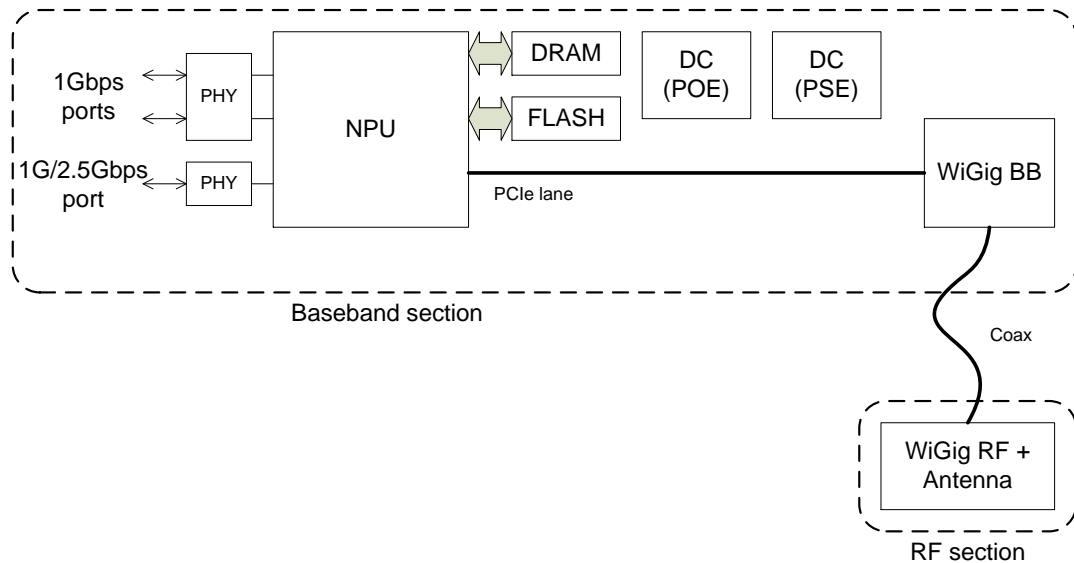 1Gbps
ports
PHY
NPU
DRAM
FLASH
DC
(POE)
DC
(PSE)
1G/2.5Gbps
port
PHY
PCIe lane
WiGig BB
Baseband section
Coax
WiGig RF +
Antenna
RF section